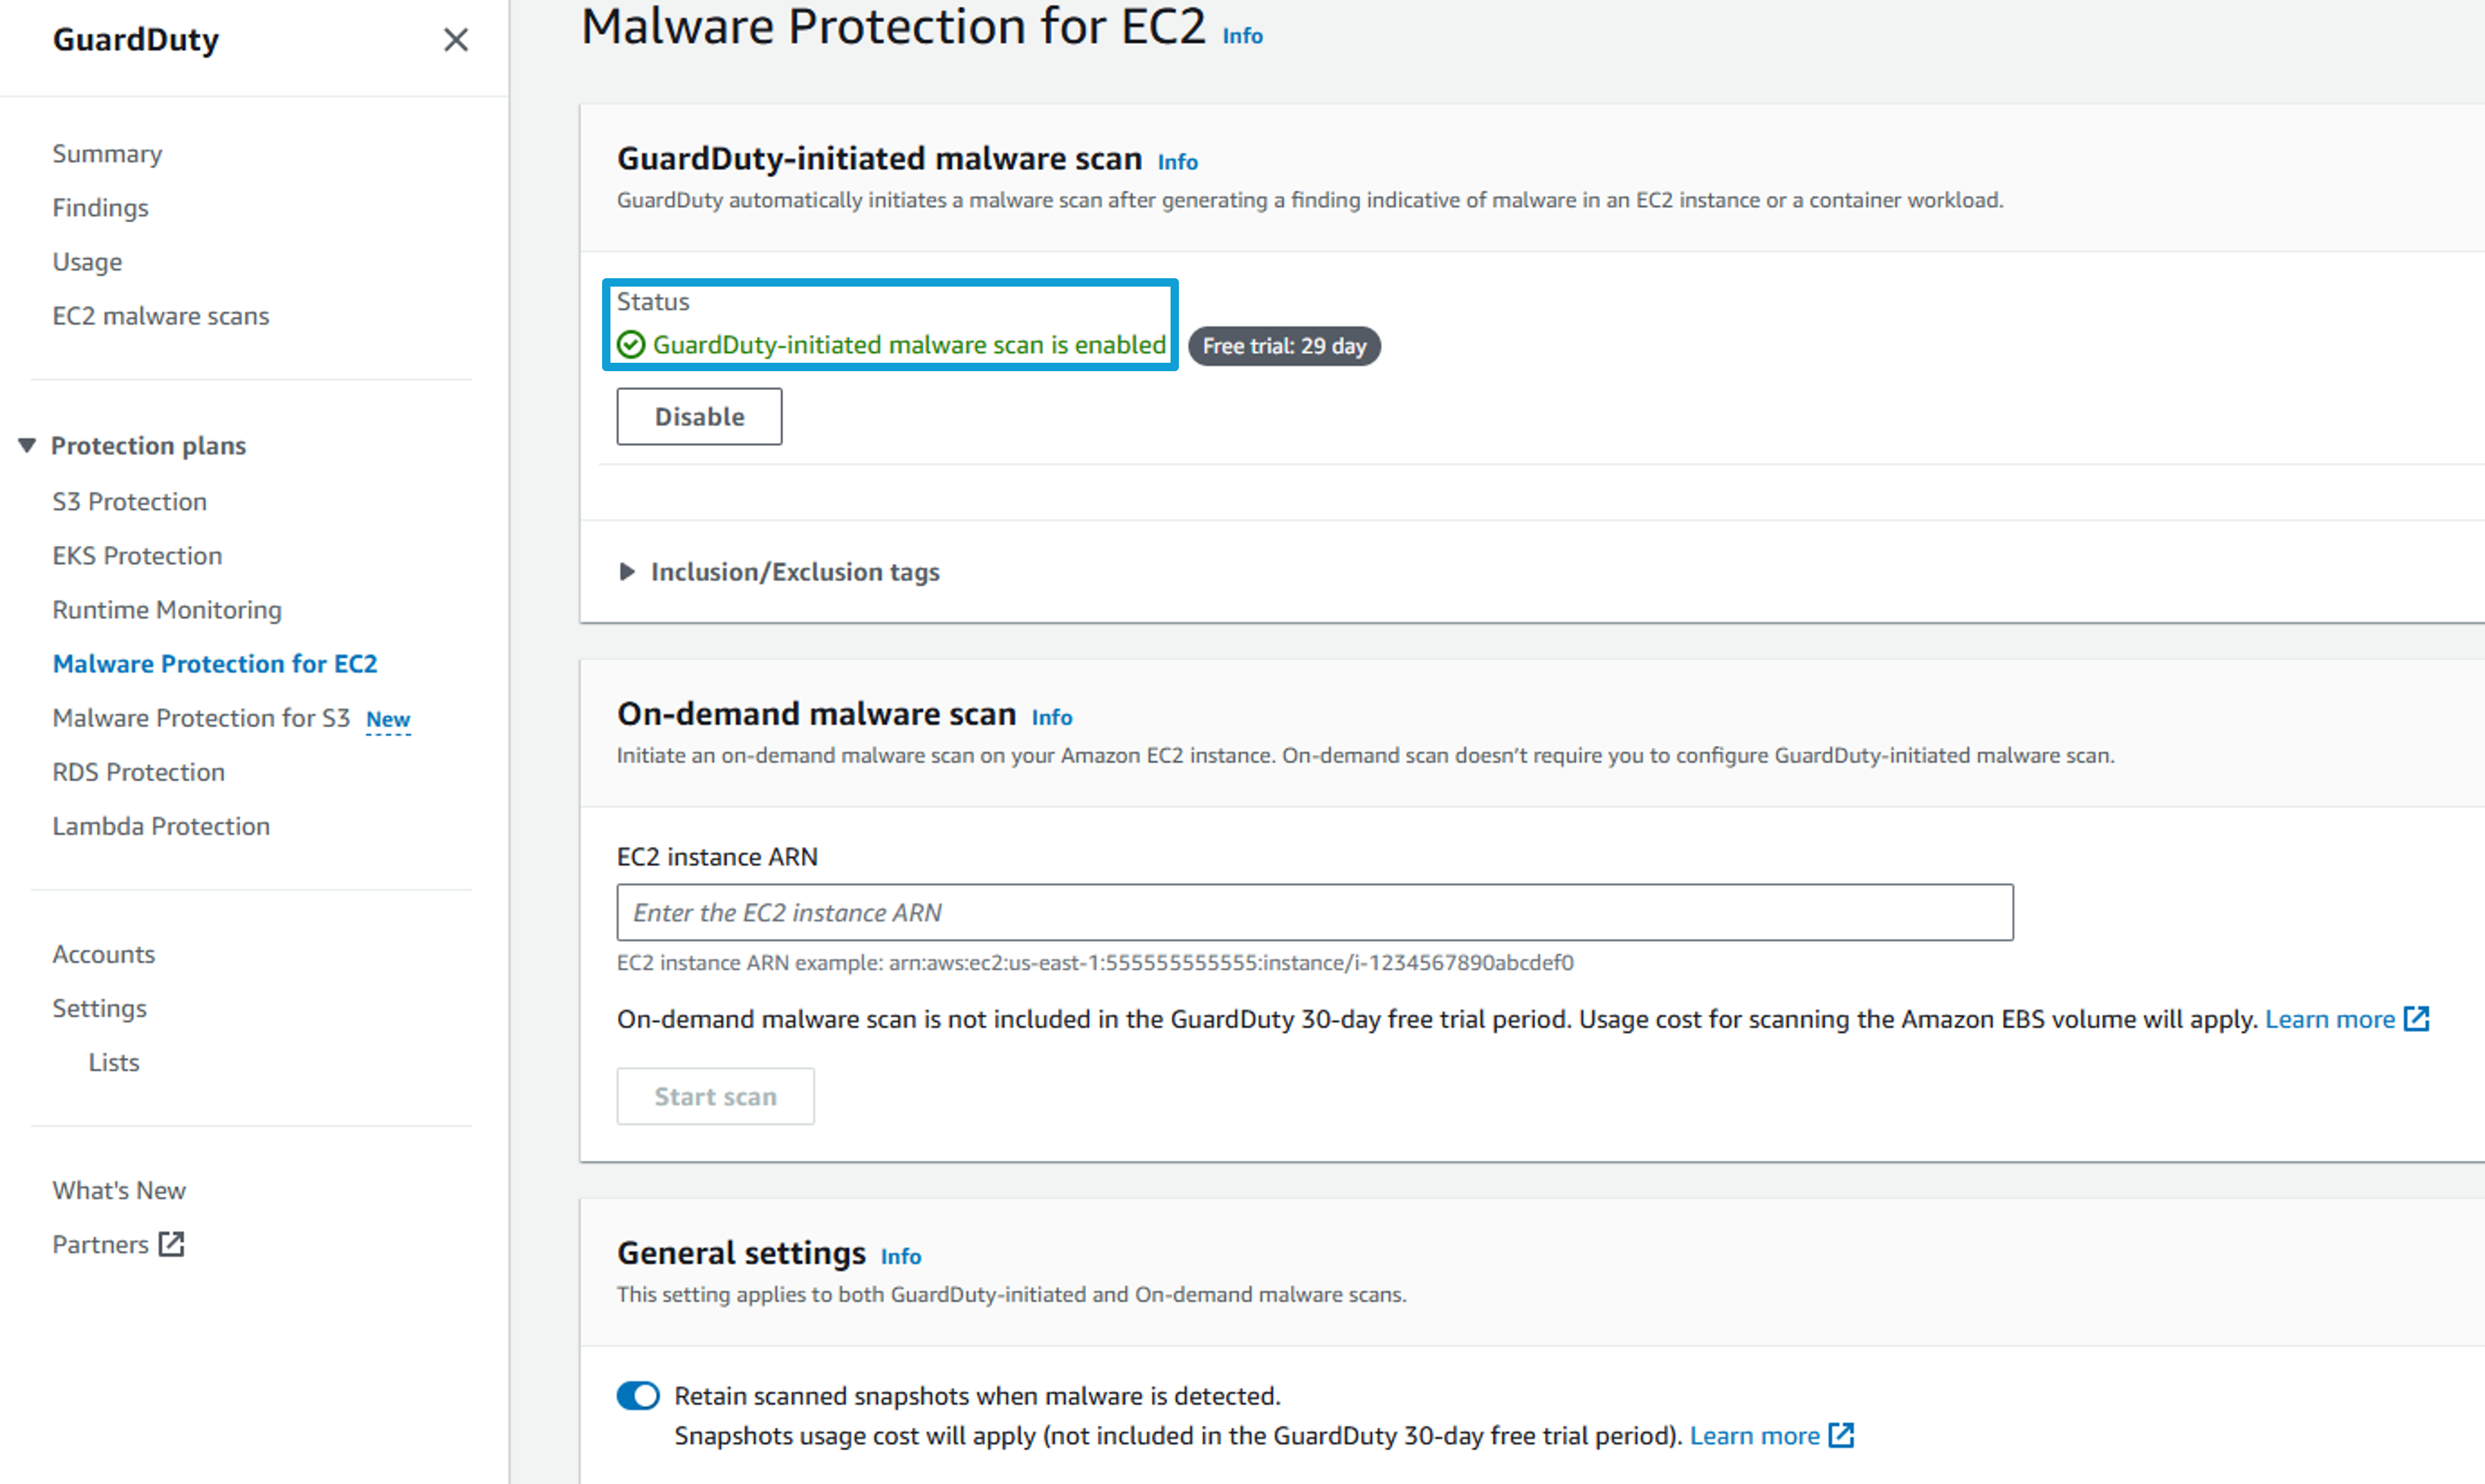 GuardDuty
Summary
Findings
Usage
EC2 malware scans
Protection plans
S3 Protection
EKS Protection
Runtime Monitoring
Malware Protection for EC2
Malware Protection for S3 New
RDS Protection
Lambda Protection
Accounts
Settings
Lists
What's New
Partners
Malware Protection for EC2 Info
GuardDuty-initiated malware scan Info
GuardDuty automatically initiates a malware scan after generating a finding indicative of malware in an EC2 instance or a container workload.
Status
GuardDuty-initiated malware scan is enabled Free trial: 29 day
Disable
Inclusion/Exclusion tags
On-demand malware scan Info
Initiate an on-demand malware scan on your Amazon EC2 instance. On-demand scan doesn’t require you to configure GuardDuty-initiated malware scan.
EC2 instance ARN
Enter the EC2 instance ARN
EC2 instance ARN example: arn:aws:ec2:us-east-1:555555555555:instance/i-1234567890abcdef0
On-demand malware scan is not included in the GuardDuty 30-day free trial period. Usage cost for scanning the Amazon EBS volume will apply. Learn more
Start scan
General settings Info
This setting applies to both GuardDuty-initiated and On-demand malware scans.
Retain scanned snapshots when malware is detected.
Snapshots usage cost will apply (not included in the GuardDuty 30-day free trial period). Learn more